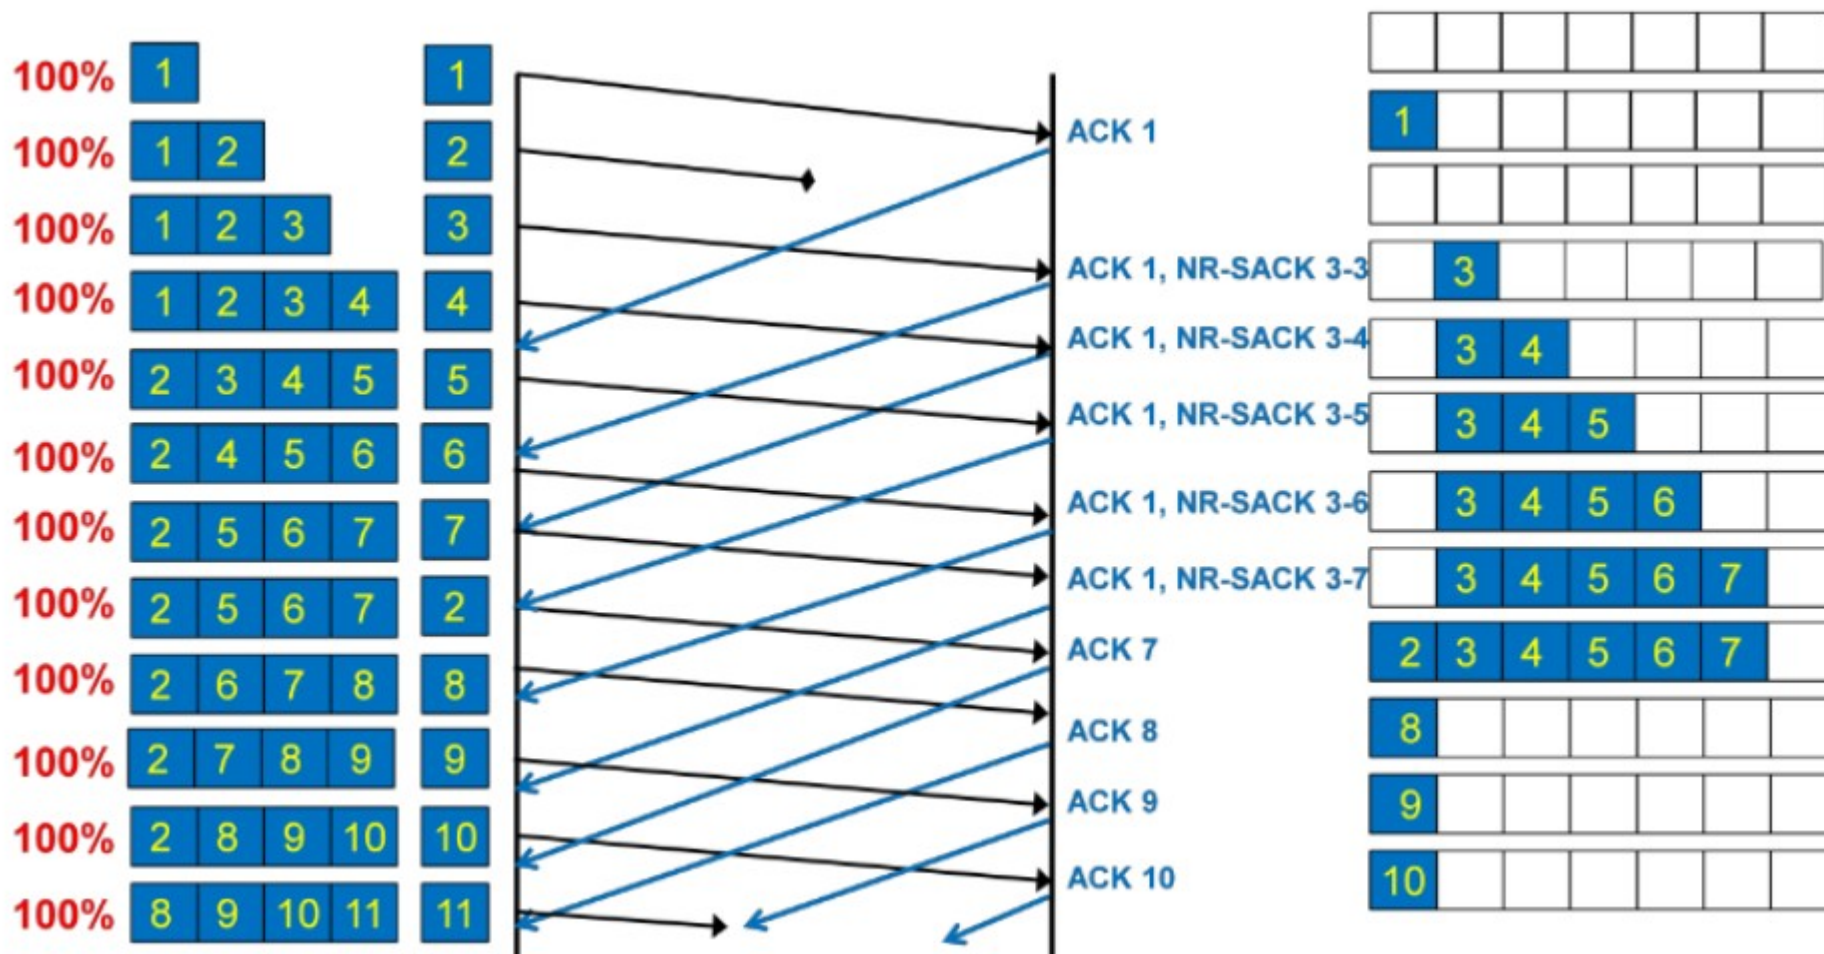 100% 1 1
ACK 1 1
100% 1 2 2
100% 1 2 3 3
ACK 1, NR-SACK 3-3 3
100% 1 2 3 4 4
ACK 1, NR-SACK 3-4 3 4
100% 2 3 4 5 5
ACK 1, NR-SACK 3-5 3 4 5
100% 2 4 5 6 6
ACK 1, NR-SACK 3-6 3 4 5 6
100% 2 5 6 7 7
ACK 1, NR-SACK 3-7 3 4 5 6 7
100% 2 5 6 7 2
ACK 7 2 3 4 5 6 7
100% 2 6 7 8 8
ACK 8 8
100% 2 7 8 9 9
ACK 9 9
100% 2 8 9 10 10
ACK 10 10
100% 8 9 10 11 11